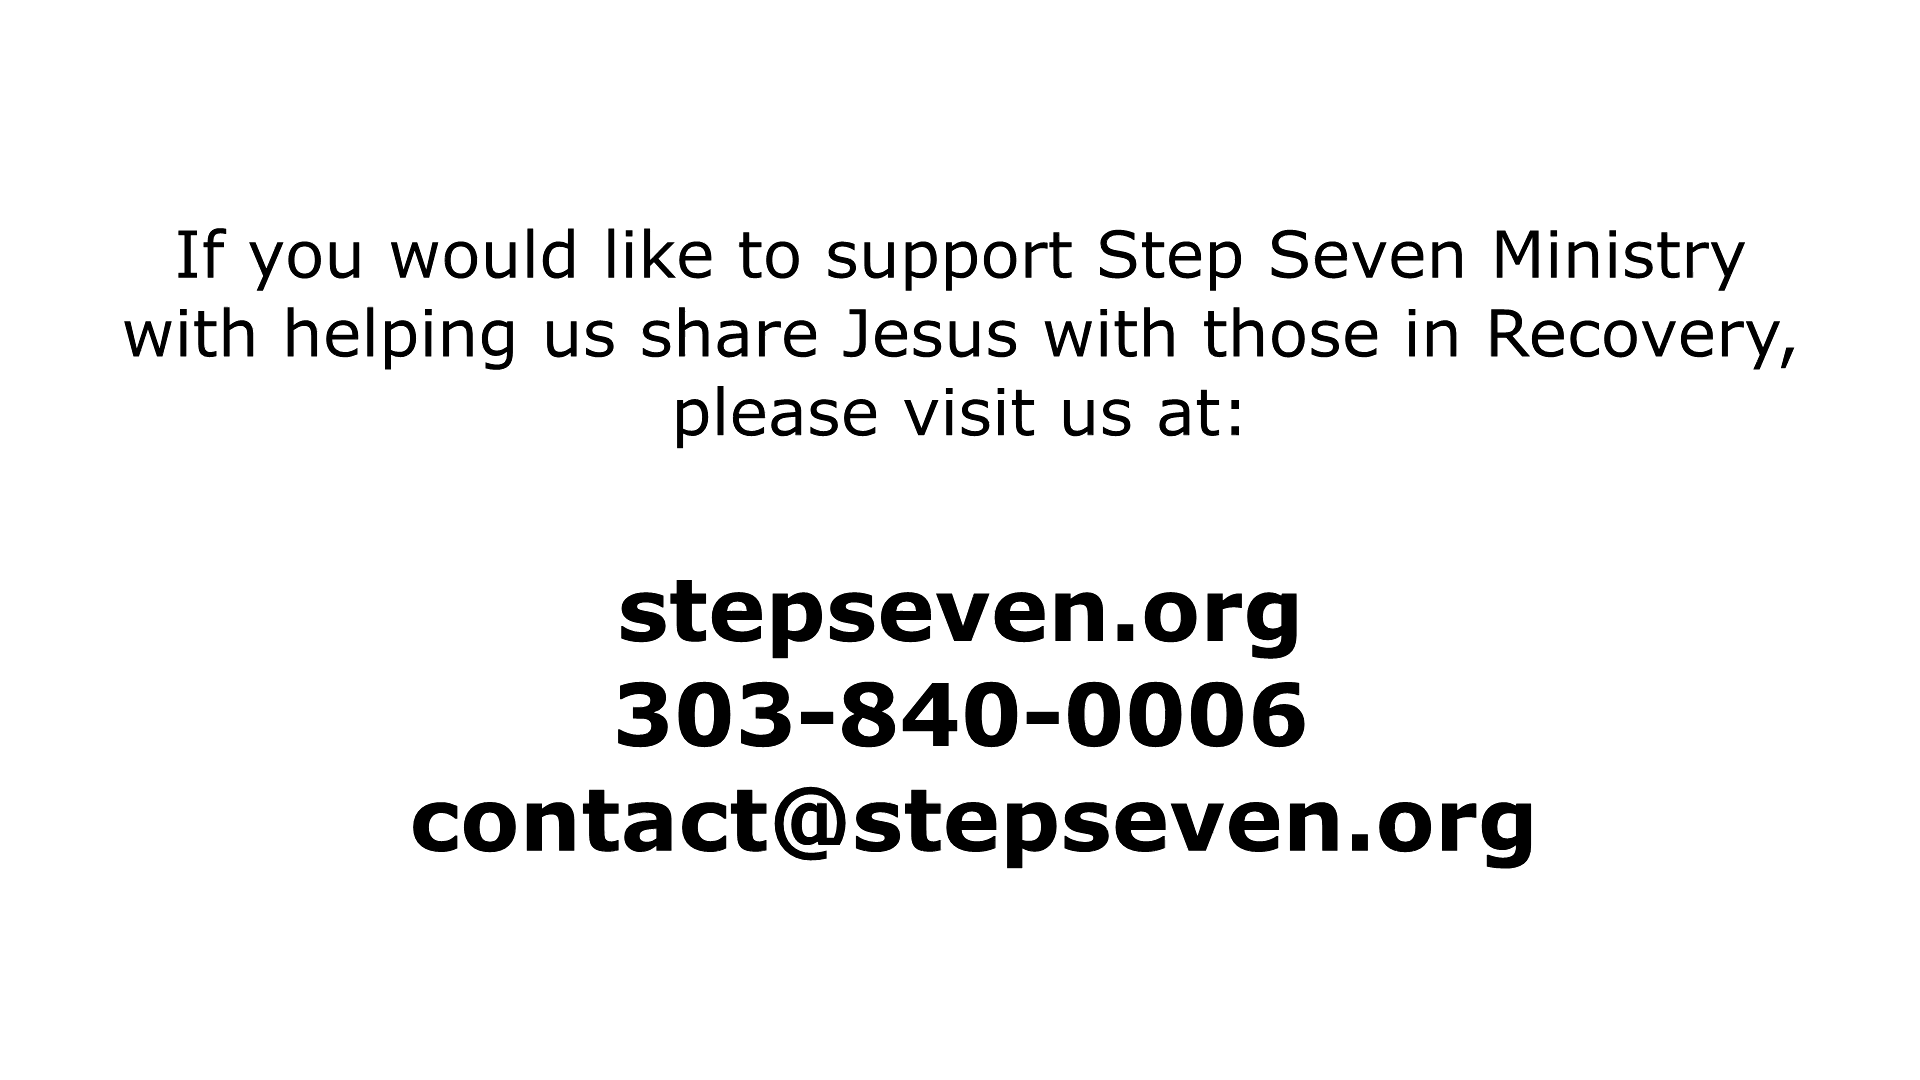 If you would like to support Step Seven Ministry
with helping us share Jesus with those in Recovery,
please visit us at:
stepseven.org
303-840-0006
contact@stepseven.org